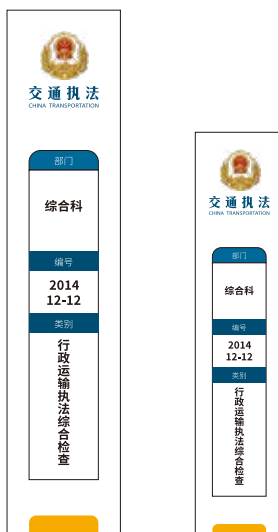 交通执法
CHINA TRANSPORTATION
部门
综合科
编号
2014
12-12
类别
行政运输执法综合检查
交通执法
CHINA TRANSPORTATION
部门
综合科
编号
2014
12-12
类别
行政运输执法综合检查